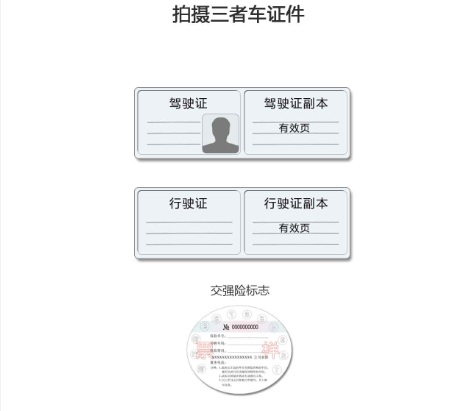 拍摄三者车证件
驾驶证
驾驶证副本
有效页
行驶证
行驶证副本
有效页
交强险标志
№ 0000000000